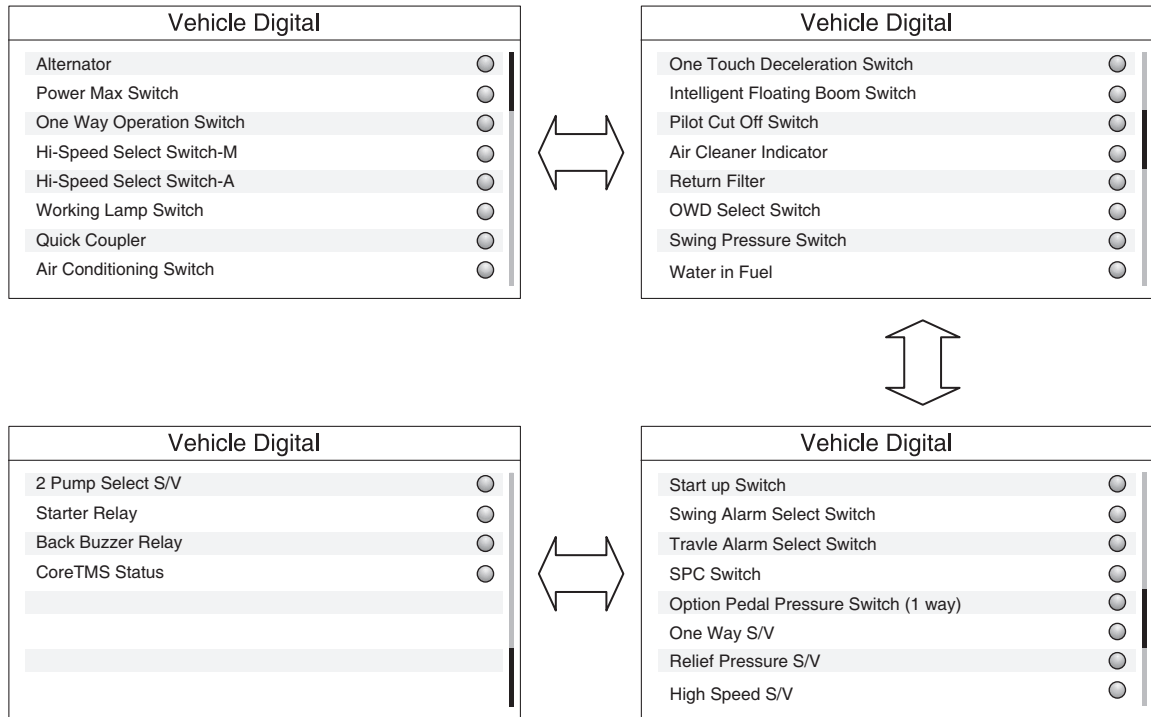 Vehicle Digital
Alternator
Power Max Switch
One Way Operation Switch
Hi-Speed Select Switch-M
Hi-Speed Select Switch-A
Working Lamp Switch
Quick Coupler
Air Conditioning Switch
Vehicle Digital
One Touch Deceleration Switch
Intelligent Floating Boom Switch
Pilot Cut Off Switch
Air Cleaner Indicator
Return Filter
OWD Select Switch
Swing Pressure Switch
Water in Fuel
Vehicle Digital
2 Pump Select S/V
Starter Relay
Back Buzzer Relay
CoreTMS Status
Vehicle Digital
Start up Switch
Swing Alarm Select Switch
Travle Alarm Select Switch
SPC Switch
Option Pedal Pressure Switch (1 way)
One Way S/V
Relief Pressure S/V
High Speed S/V